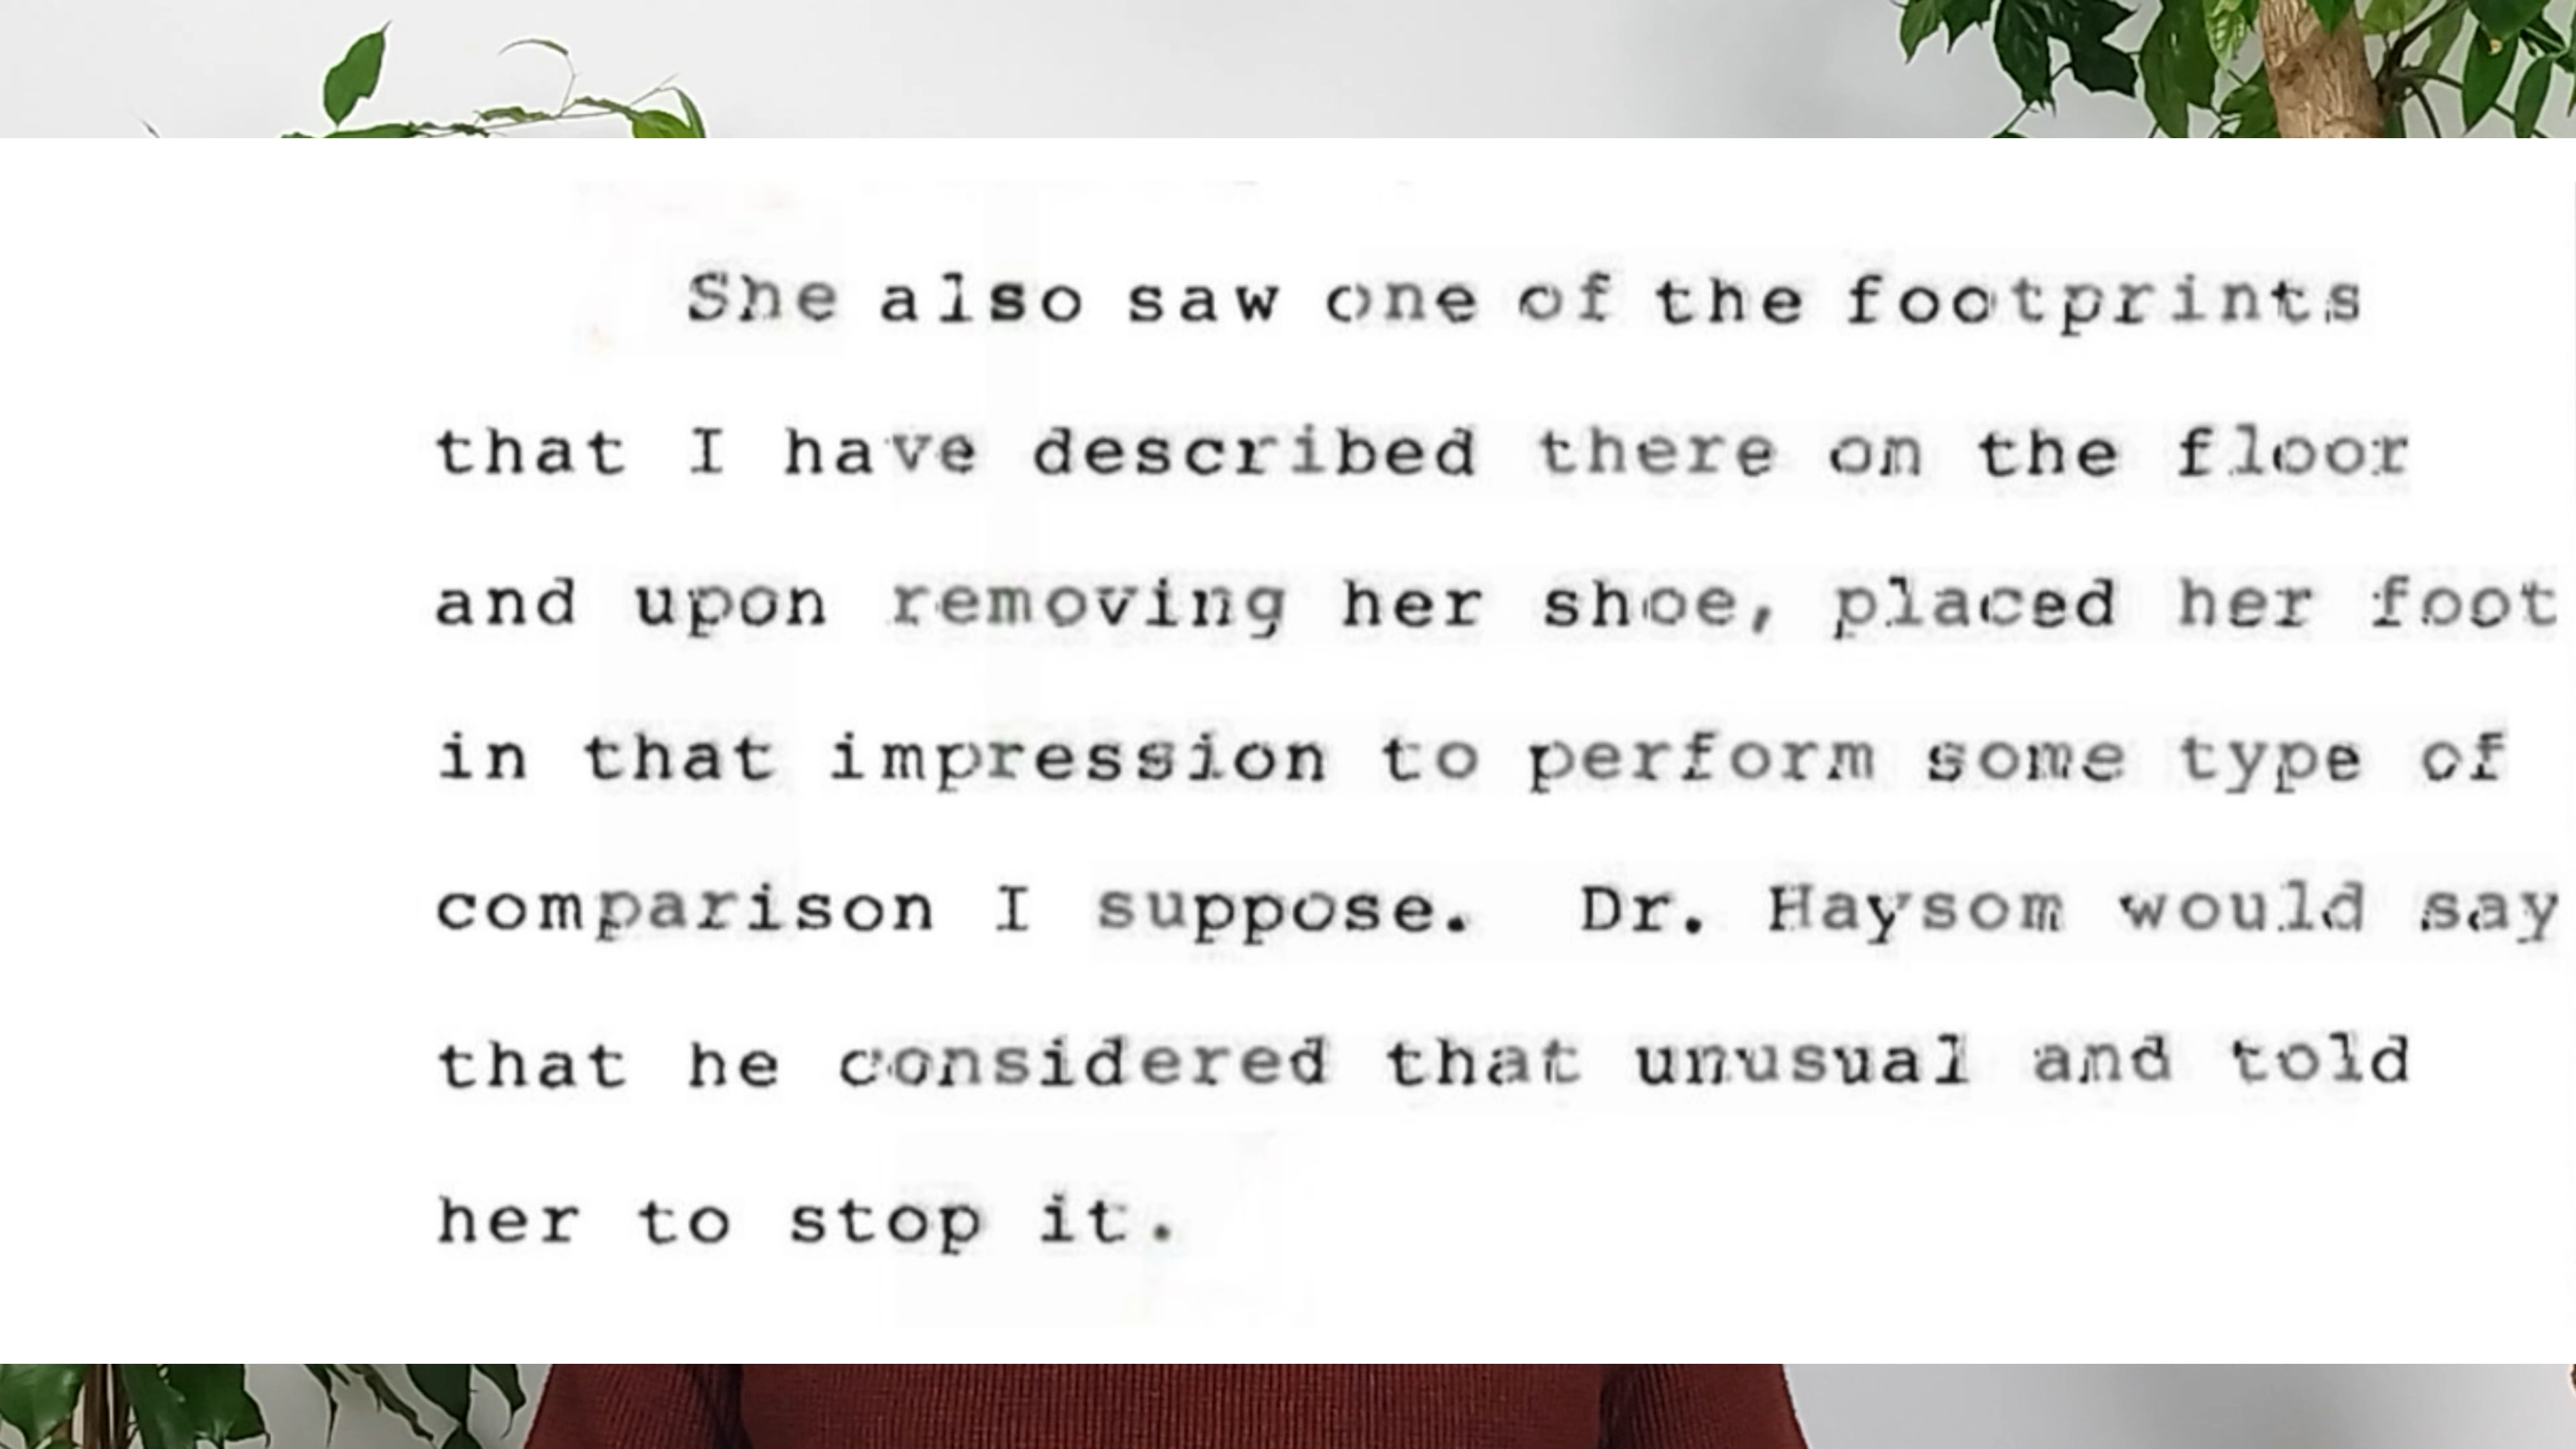 She also saw one of the footprints
that I have described there on the floor
and upon removing her shoe, placed her foot
in that impression to perform some type of
comparison I suppose.  Dr. Haysom would say
that he considered that unusual and told
her to stop it.